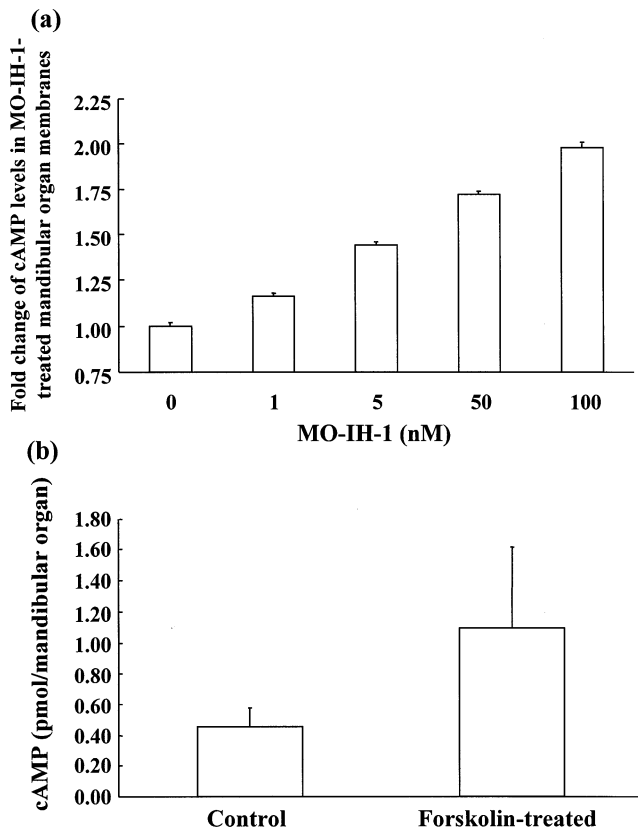 (a)
Fold change of cAMP levels in MO-IH-1-
treated mandibular organ membranes
2.25
2.00
1.75
1.50
1.25
1.00
0.75
0 1 5 50 100
MO-IH-1 (nM)
(b)
cAMP (pmol/mandibular organ)
1.80
1.60
1.40
1.20
1.00
0.80
0.60
0.40
0.20
0.00
Control Forskolin-treated